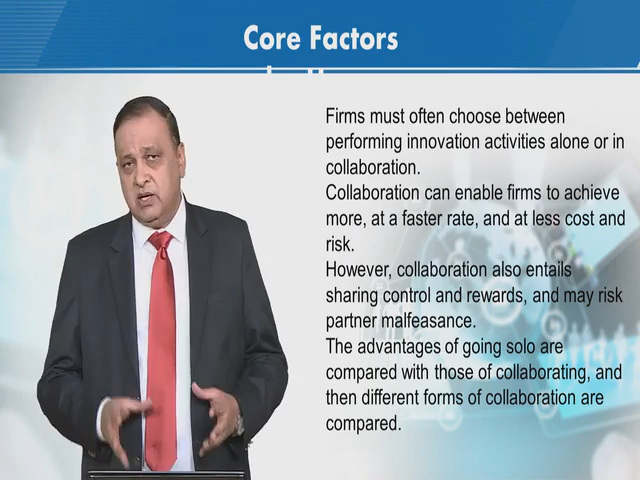 Core Factors
Firms must often choose between
performing innovation activities alone or in
collaboration.
Collaboration can enable firms to achieve
more, at a faster rate, and at less cost and
risk.
However, collaboration also entails
sharing control and rewards, and may risk
partner malfeasance.
The advantages of going solo are
compared with those of collaborating, and
then different forms of collaboration are
compared.